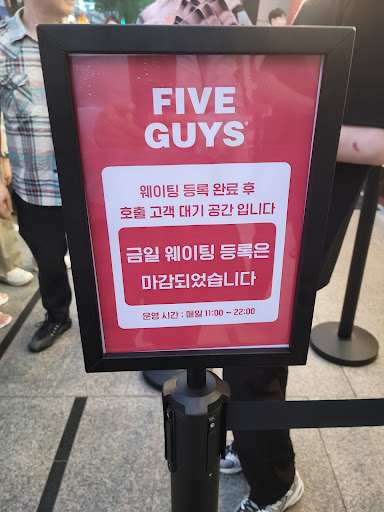 FIVE
GUYS®
웨이팅 등록 완료 후
호출 고객 대기 공간 입니다
금일 웨이팅 등록은
마감되었습니다
운영 시간 : 매일 11:00 ~ 22:00